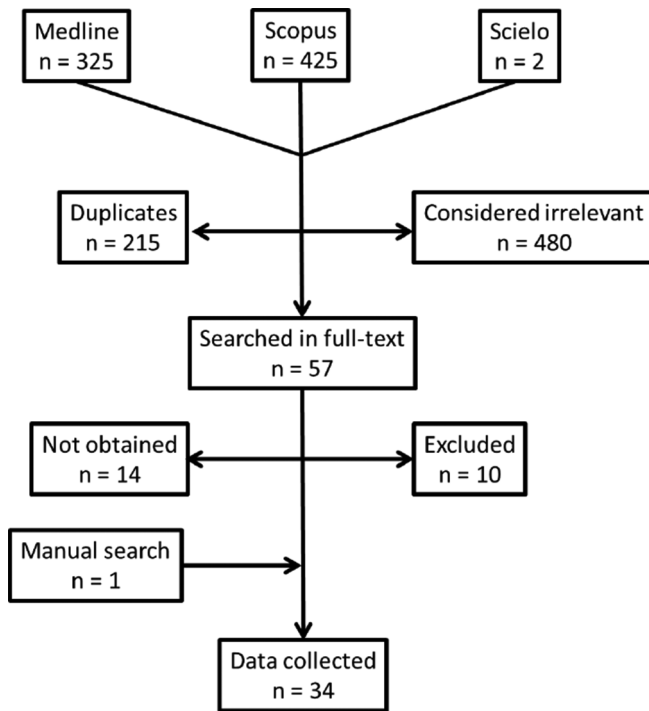 Medline
n = 325
Scopus
n = 425
Scielo
n = 2
Duplicates
n = 215
Considered irrelevant
n = 480
Searched in full-text
n = 57
Not obtained
n = 14
Excluded
n = 10
Manual search
n = 1
Data collected
n = 34